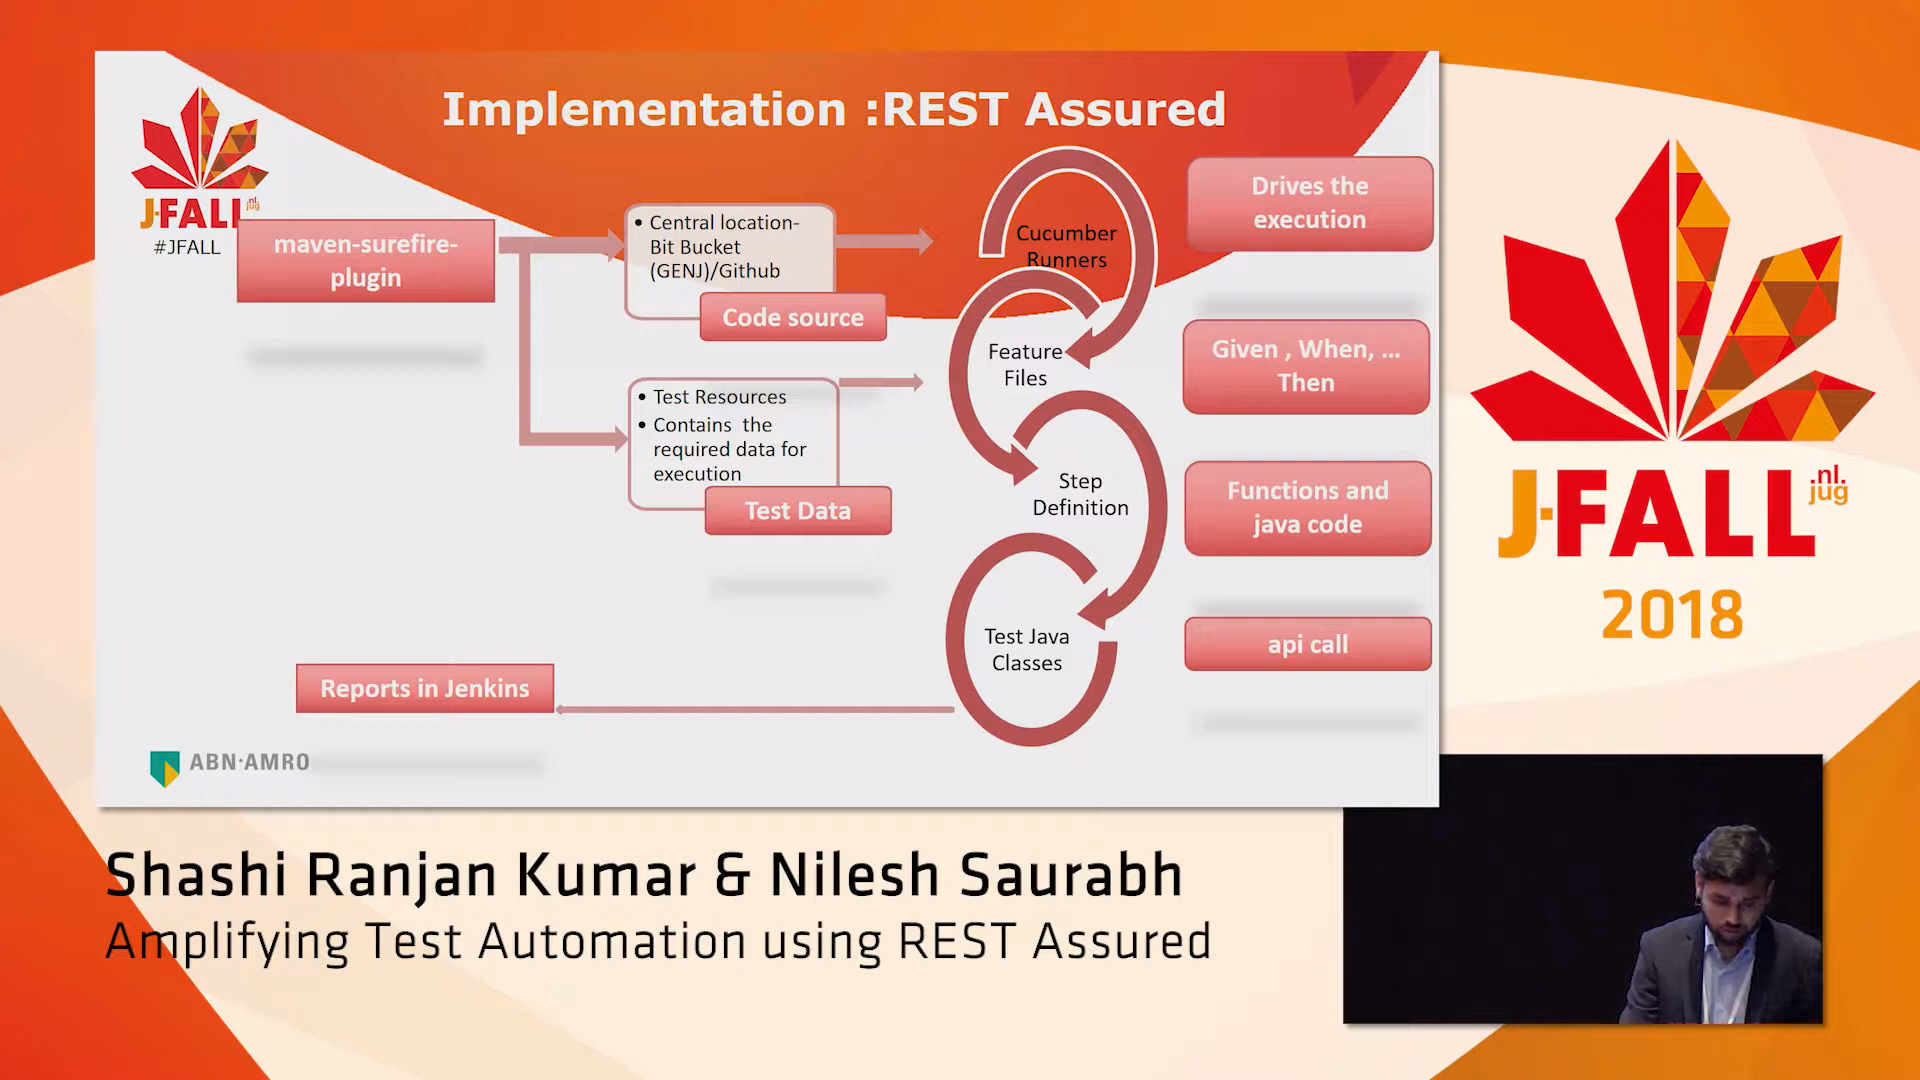 Implementation :REST Assured
J-FALL
nl.
jug
#JFALL
maven-surefire-
plugin
• Central location-
Bit Bucket
(GENJ)/Github
Code source
• Test Resources
• Contains the
required data for
execution
Test Data
Cucumber
Runners
Feature
Files
Step
Definition
Test Java
Classes
Drives the
execution
Given , When, ...
Then
Functions and
java code
api call
Reports in Jenkins
ABN·AMRO
J·FALL
.nl.
jug
2018
Shashi Ranjan Kumar & Nilesh Saurabh
Amplifying Test Automation using REST Assured